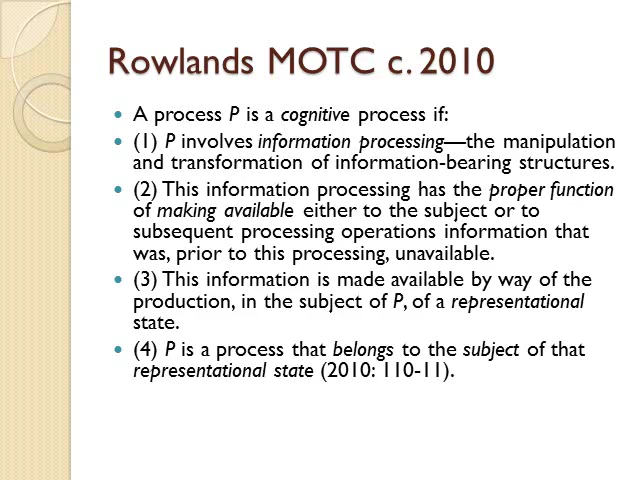 Rowlands MOTC c. 2010
A process P is a cognitive process if:
(1) P involves information processing—the manipulation
and transformation of information-bearing structures.
(2) This information processing has the proper function
of making available either to the subject or to
subsequent processing operations information that
was, prior to this processing, unavailable.
(3) This information is made available by way of the
production, in the subject of P, of a representational
state.
(4) P is a process that belongs to the subject of that
representational state (2010: 110-11).